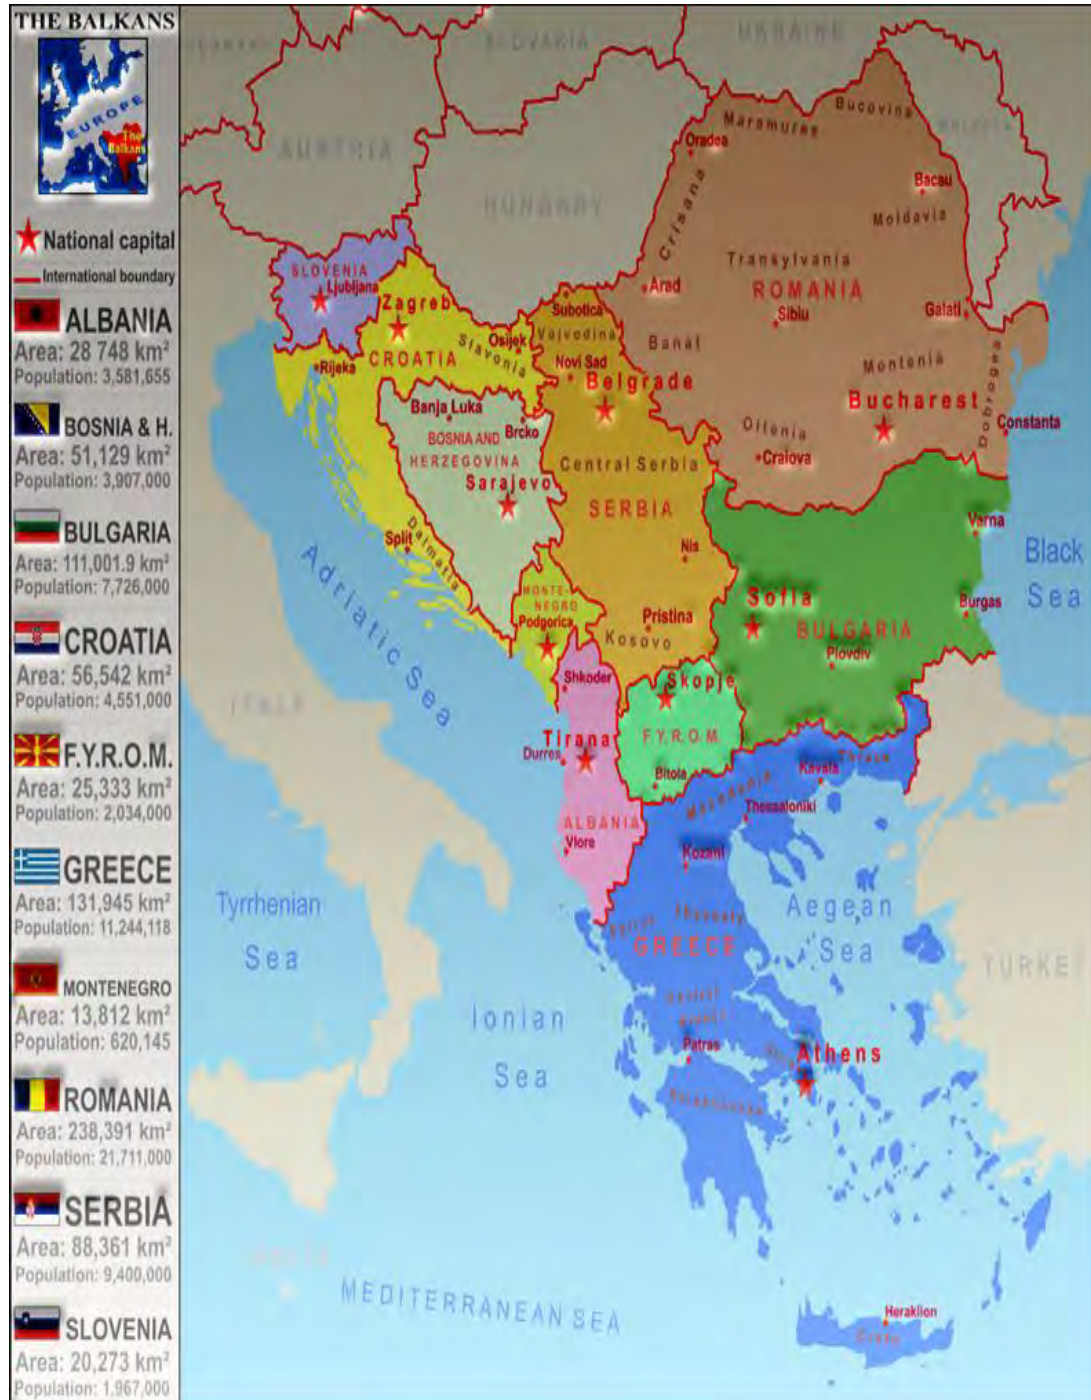 THE BALKANS
EUROPE
The
Balkans
National capital
International boundary
ALBANIA
Area: 28 748 km²
Population: 3,581,655
BOSNIA & H.
Area: 51,129 km²
Population: 3,907,000
BULGARIA
Area: 111,001.9 km²
Population: 7,726,000
CROATIA
Area: 56,542 km²
Population: 4,551,000
F.Y.R.O.M.
Area: 25,333 km²
Population: 2,034,000
GREECE
Area: 131,945 km²
Population: 11,244,118
MONTENEGRO
Area: 13,812 km²
Population: 620,145
ROMANIA
Area: 238,391 km²
Population: 21,711,000
SERBIA
Area: 88,361 km²
Population: 9,400,000
SLOVENIA
Area: 20,273 km²
Population: 1,967,000
SLOVAKIA
UKRAINE
AUSTRIA
HUNGARY
Maramures
Bucovina
Oradea
Crisana
Bacau
Moldavia
Transylvania
ROMANIA
Arad
Sibiu
Galati
Banat
Montenia
Bucharest
Dobrogea
Constanta
Oltenia
Craiova
SLOVENIA
Ljubljana
Zagreb
CROATIA
Rijeka
Slavonia
Osijek
Subotica
Vojvodina
Novi Sad
Belgrade
Banja Luka
Brcko
BOSNIA AND
HERZEGOVINA
Sarajevo
Central Serbia
SERBIA
Nis
Split
Dalmatia
MONTE-
NEGRO
Podgorica
Pristina
Kosovo
Varna
Black
Sea
Sofia
BULGARIA
Burgas
Plovdiv
Adriatic Sea
ITALY
Shkoder
Skopje
F.Y.R.O.M.
Bitola
Tirana
Durres
ALBANIA
Vlore
Macedonia
Kavala
Thrace
Thessaloniki
Kozani
Epirus
Thessaly
GREECE
Aegean
Sea
TURKE
Tyrrhenian
Sea
Ionian
Sea
Central
Greece
Patras
Athens
Peloponnese
MEDITERRANEAN SEA
Heraklion
Crete